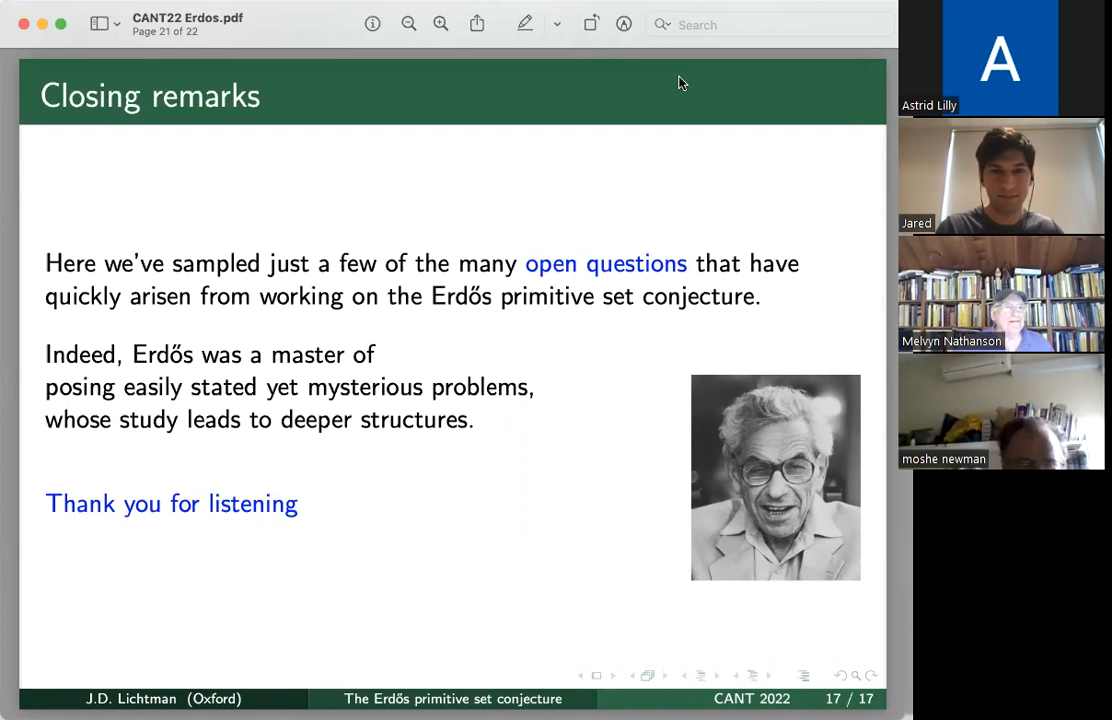 CANT22 Erdos.pdf
Page 21 of 22
Search
Closing remarks
Here we've sampled just a few of the many open questions that have
quickly arisen from working on the Erdős primitive set conjecture.
Indeed, Erdős was a master of
posing easily stated yet mysterious problems,
whose study leads to deeper structures.
Thank you for listening
J.D. Lichtman (Oxford)
The Erdős primitive set conjecture
CANT 2022
17 / 17
A
Astrid Lilly
Jared
Melvyn Nathanson
moshe newman